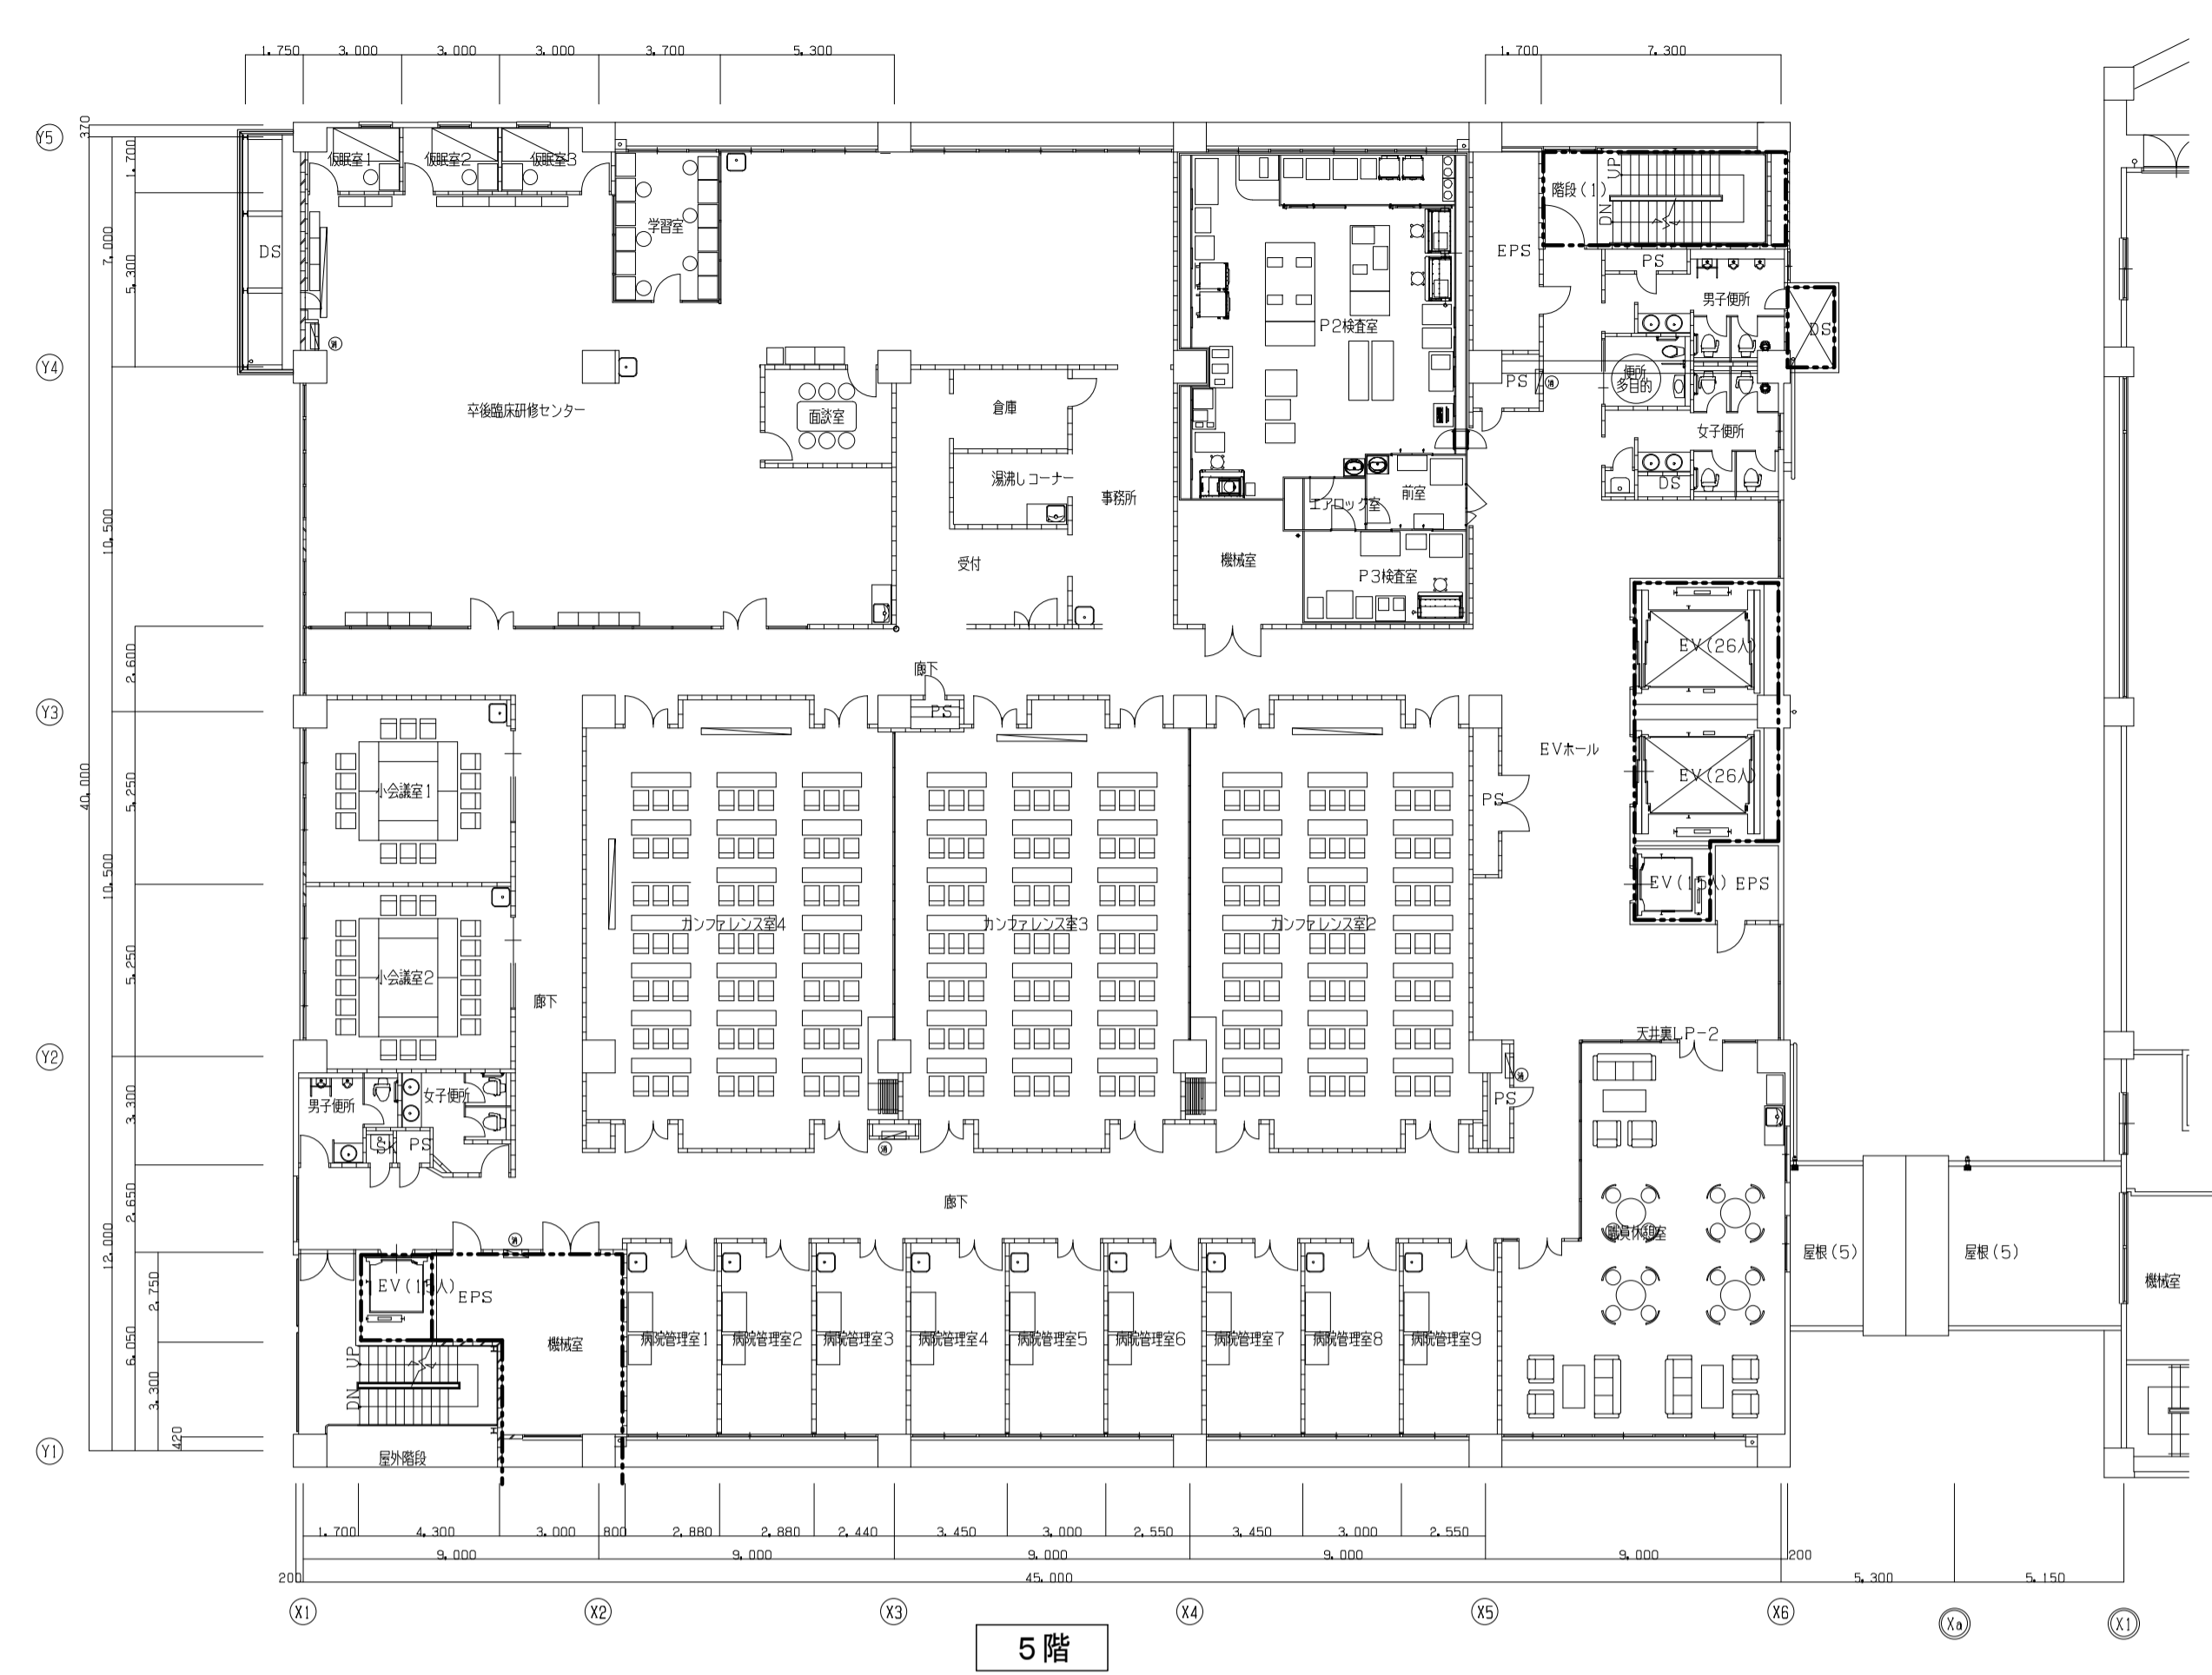 1,750 3,000 3,000 3,000 3,700 5,300 1,700 7,300
Y5
370
1,700
仮眠室1 仮眠室2 仮眠室3
学習室
階段(1)
UP
DN
7,000
5,300
DS
EPS
PS
男子便所
P2検査室
DS
消
Y4
PS
消
便所
多目的
卒後臨床研修センター
面談室
倉庫
女子便所
湯沸しコーナー
事務所
DS
エアロック室
前室
10,500
受付
機械室
P3検査室
2,600
廊下
EV(26人)
Y3
PS
EVホール
40,000
5,250
小会議室1
PS
EV(26人)
10,500
EV(15人) EPS
カンファレンス室4
カンファレンス室3
カンファレンス室2
5,250
小会議室2
廊下
天井裏LP-2
Y2
消
3,300
男子便所
女子便所
PS
SK
PS
消
2,650
廊下
12,000
消
職員休憩室
屋根(5)
屋根(5)
機械室
2,750
EV(15人)
EPS
6,050
機械室
病院管理室1 病院管理室2 病院管理室3 病院管理室4 病院管理室5 病院管理室6 病院管理室7 病院管理室8 病院管理室9
UP
DN
3,300
420
Y1
屋外階段
1,700 4,300 3,000 800 2,880 2,880 2,440 3,450 3,000 2,550 3,450 3,000 2,550
9,000 9,000 9,000 9,000 9,000 200
200 45,000 5,300 5,150
X1 X2 X3 X4 X5 X6 Xa X1
5階